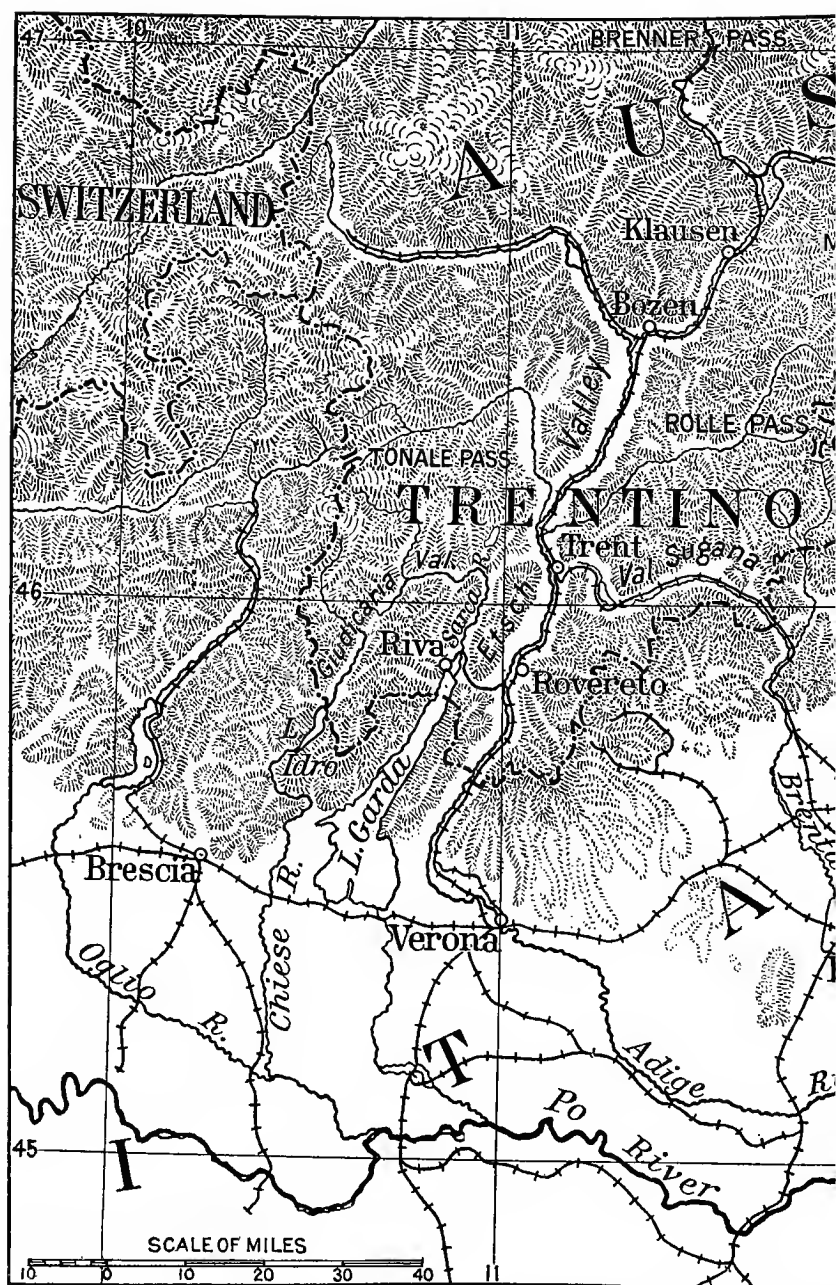 47
10
11
BRENNER PASS
A U S
SWITZERLAND
Klausen
Bozen
Valley
ROLLE PASS
TONALE PASS
TRENTINO
Trent
Val Sugana
46
Giudicaria
Val.
Sarca R.
Etsch
Riva
Rovereto
L. Idro
L. Garda
Brenta
Brescia
Verona
A
Oglio R.
Chiese R.
T
Adige
Po River
45
I
SCALE OF MILES
10 0 10 20 40
11